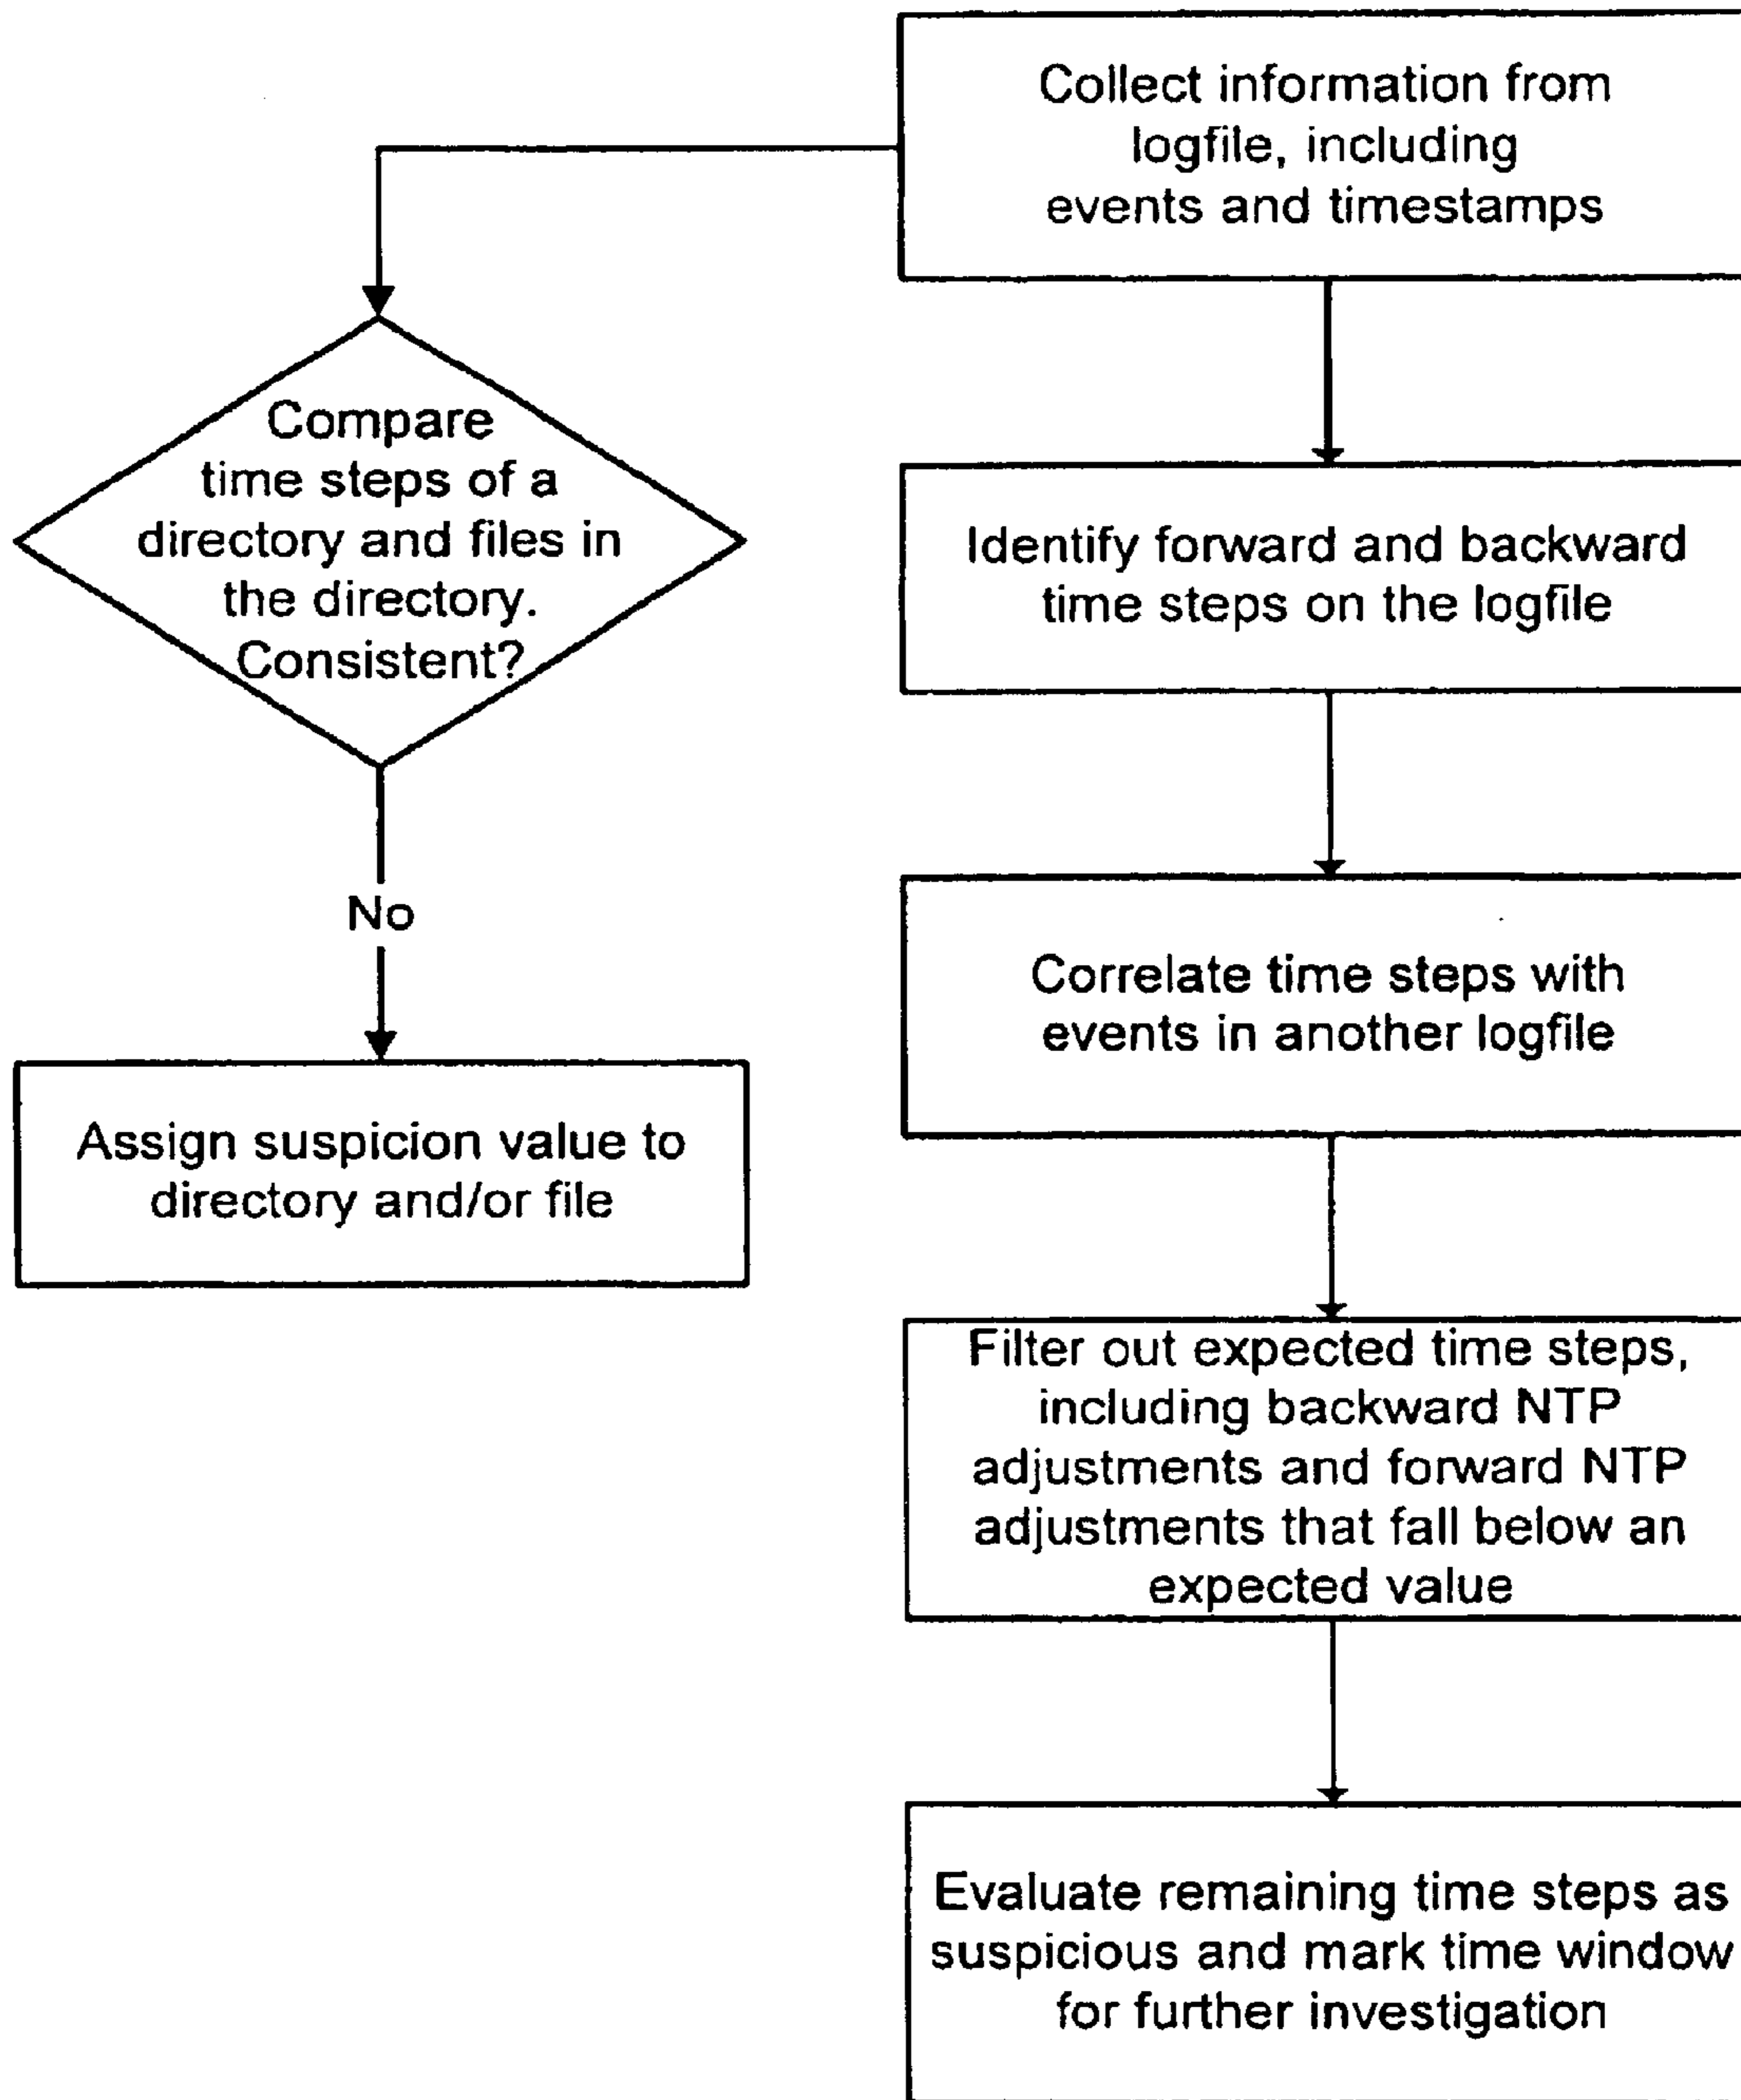 Collect information from
logfile, including
events and timestamps
Compare
time steps of a
directory and files in
the directory.
Consistent?
No
Assign suspicion value to
directory and/or file
Identify forward and backward
time steps on the logfile
Correlate time steps with
events in another logfile
Filter out expected time steps,
including backward NTP
adjustments and forward NTP
adjustments that fall below an
expected value
Evaluate remaining time steps as
suspicious and mark time window
for further investigation